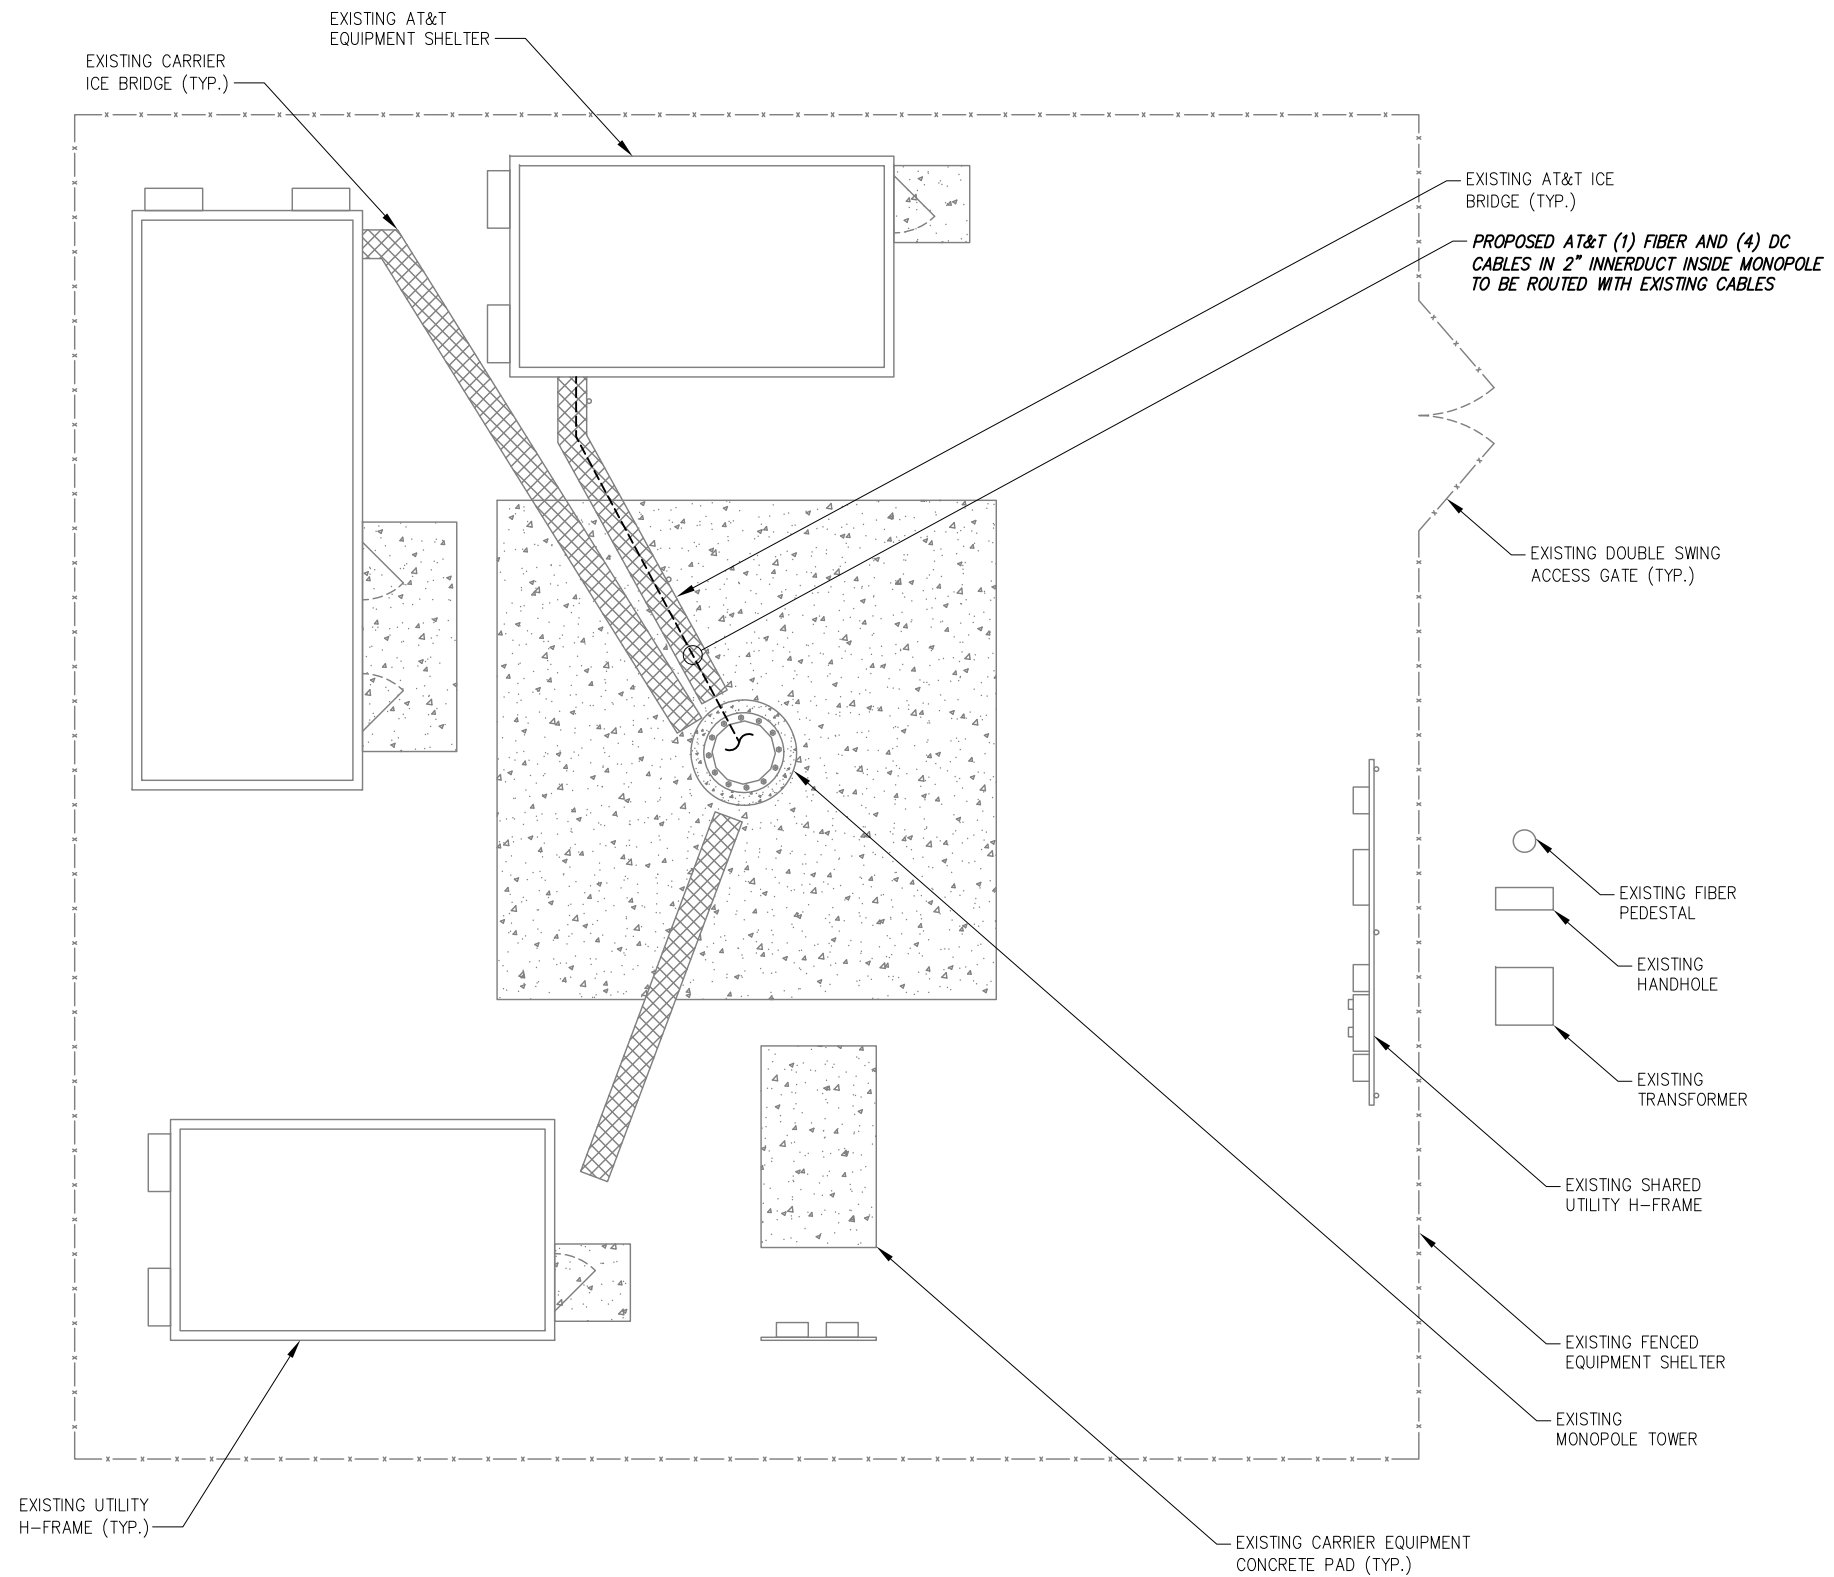 EXISTING AT&T
EQUIPMENT SHELTER
EXISTING CARRIER
ICE BRIDGE (TYP.)
EXISTING AT&T ICE
BRIDGE (TYP.)
PROPOSED AT&T (1) FIBER AND (4) DC
CABLES IN 2" INNERDUCT INSIDE MONOPOLE
TO BE ROUTED WITH EXISTING CABLES
EXISTING DOUBLE SWING
ACCESS GATE (TYP.)
EXISTING FIBER
PEDESTAL
EXISTING
HANDHOLE
EXISTING
TRANSFORMER
EXISTING SHARED
UTILITY H-FRAME
EXISTING FENCED
EQUIPMENT SHELTER
EXISTING
MONOPOLE TOWER
EXISTING UTILITY
H-FRAME (TYP.)
EXISTING CARRIER EQUIPMENT
CONCRETE PAD (TYP.)